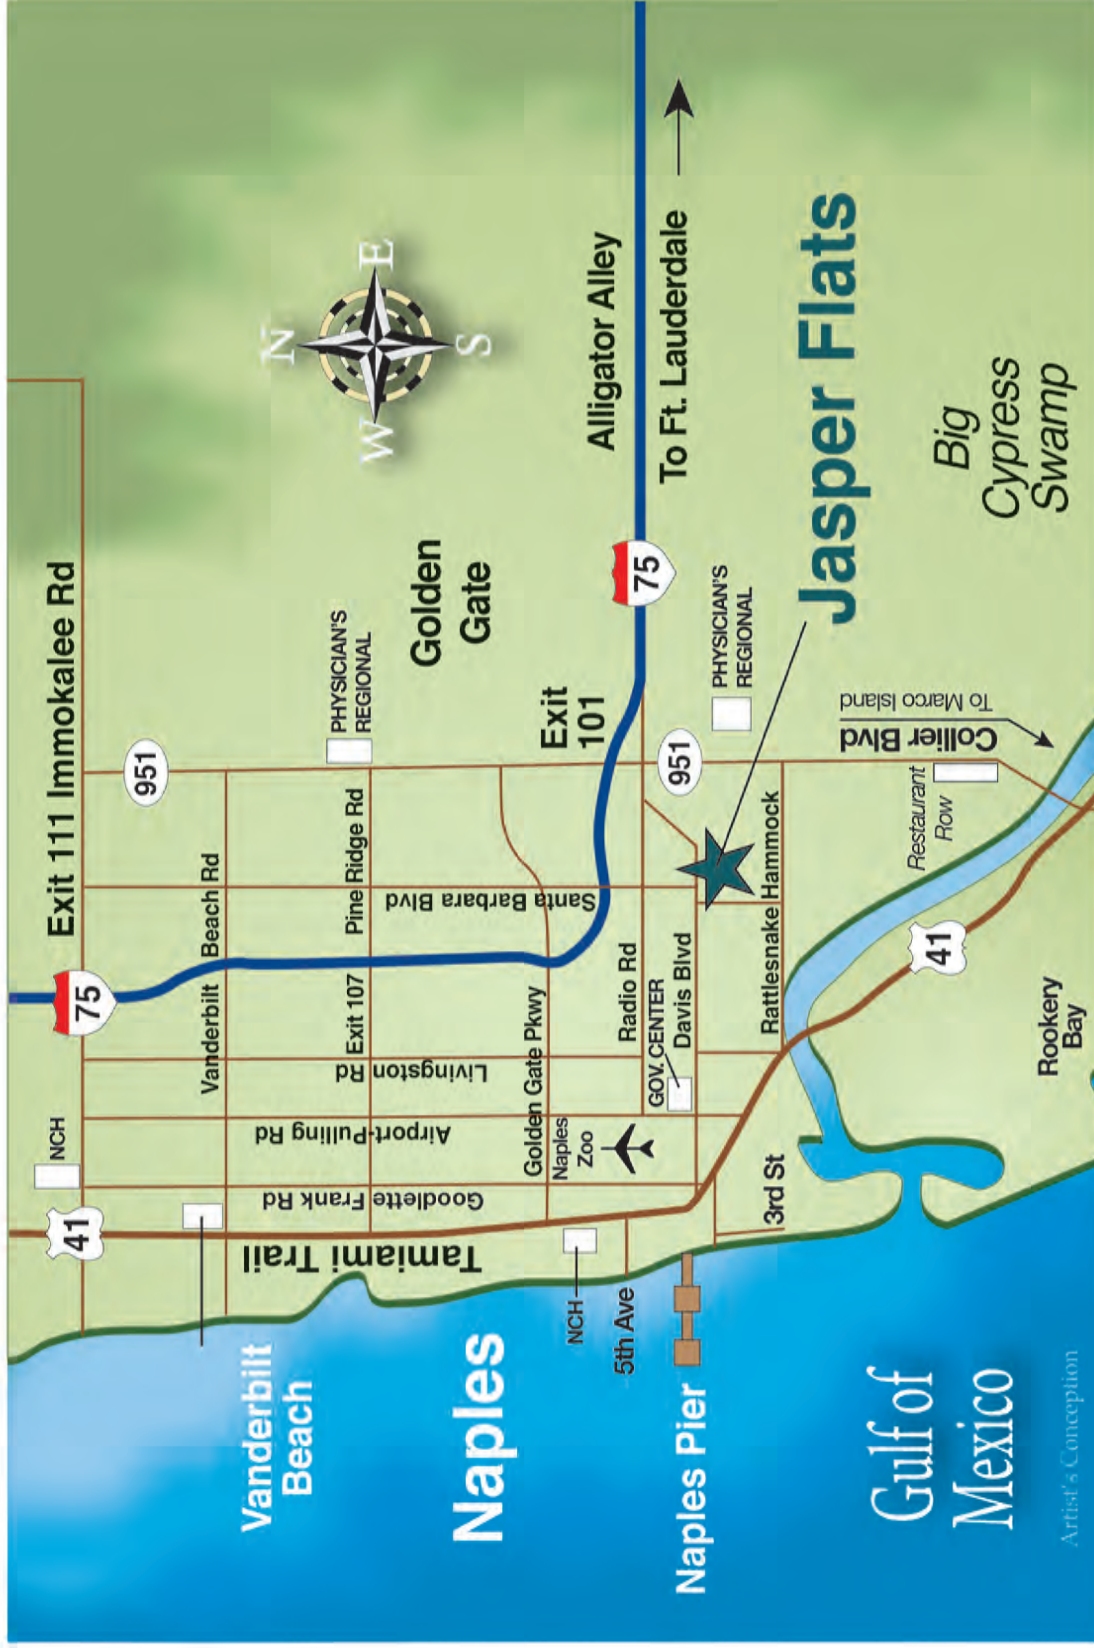 Exit 111 Immokalee Rd
75
41
NCH
951
Vanderbilt
Beach Rd
PHYSICIAN'S
REGIONAL
Exit 107
Pine Ridge Rd
Golden
Gate
N
E
S
W
Goodlette Frank Rd
Airport-Pulling Rd
Livingston
Rd
Santa Barbara Blvd
Tamiami Trail
Vanderbilt
Beach
Naples
Golden Gate Pkwy
Naples
Zoo
NCH
5th Ave
Exit
101
Alligator Alley
75
To Ft. Lauderdale
Radio Rd
GOV. CENTER
Davis Blvd
951
PHYSICIAN'S
REGIONAL
Jasper Flats
Rattlesnake Hammock
Naples Pier
3rd St
Collier Blvd
To Marco Island
Restaurant
Row
41
Big
Cypress
Swamp
Rookery
Bay
Gulf of
Mexico
Artist's Conception